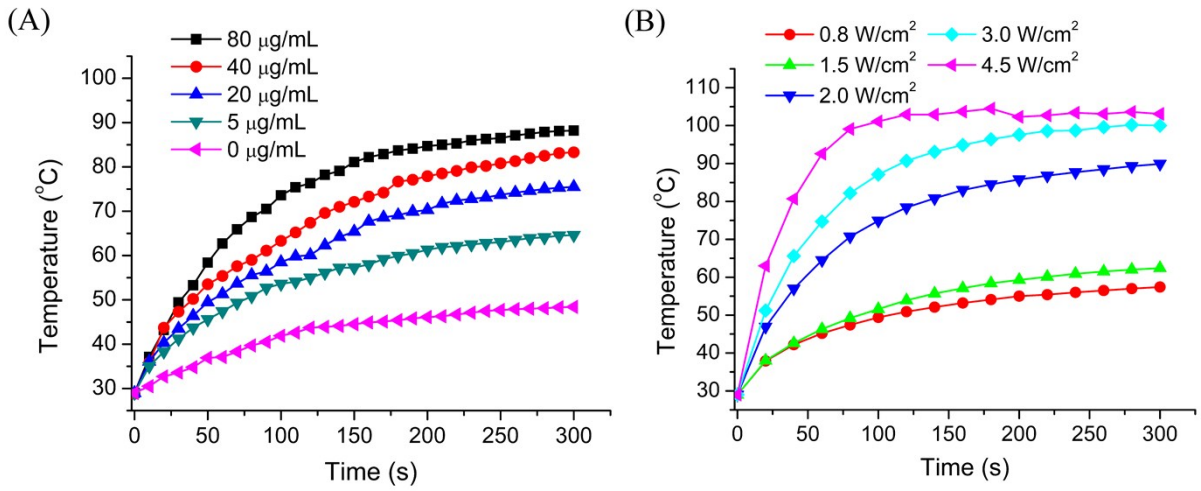 (A)
80 μg/mL
40 μg/mL
20 μg/mL
5 μg/mL
0 μg/mL
100
90
80
70
60
50
40
30
Temperature (°C)
0 50 100 150 200 250 300
Time (s)
(B)
0.8 W/cm² 3.0 W/cm²
1.5 W/cm² 4.5 W/cm²
2.0 W/cm²
110
100
90
80
70
60
50
40
30
Temperature (°C)
0 50 100 150 200 250 300
Time (s)